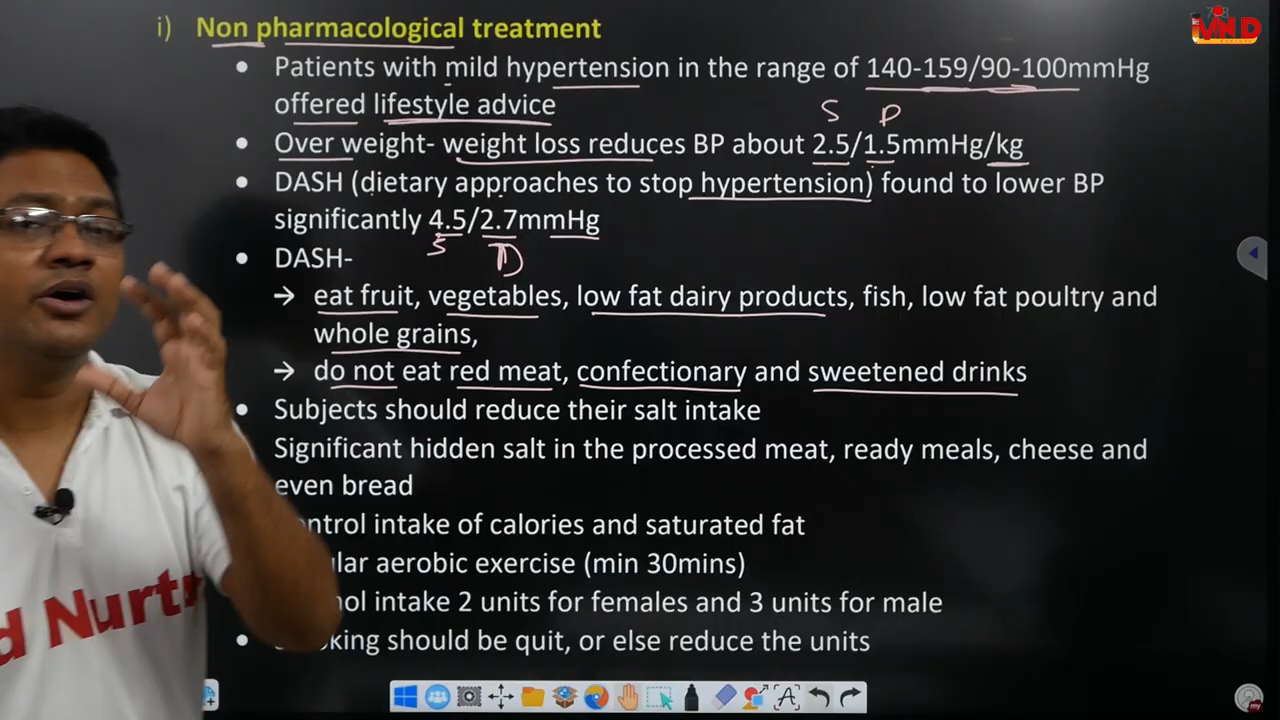 i) Non pharmacological treatment
• Patients with mild hypertension in the range of 140-159/90-100mmHg
offered lifestyle advice
S D
• Over weight- weight loss reduces BP about 2.5/1.5mmHg/kg
• DASH (dietary approaches to stop hypertension) found to lower BP
significantly 4.5/2.7mmHg
S D
• DASH-
→ eat fruit, vegetables, low fat dairy products, fish, low fat poultry and
whole grains,
→ do not eat red meat, confectionary and sweetened drinks
• Subjects should reduce their salt intake
Significant hidden salt in the processed meat, ready meals, cheese and
even bread
intake of calories and saturated fat
aerobic exercise (min 30mins)
intake 2 units for females and 3 units for male
• should be quit, or else reduce the units